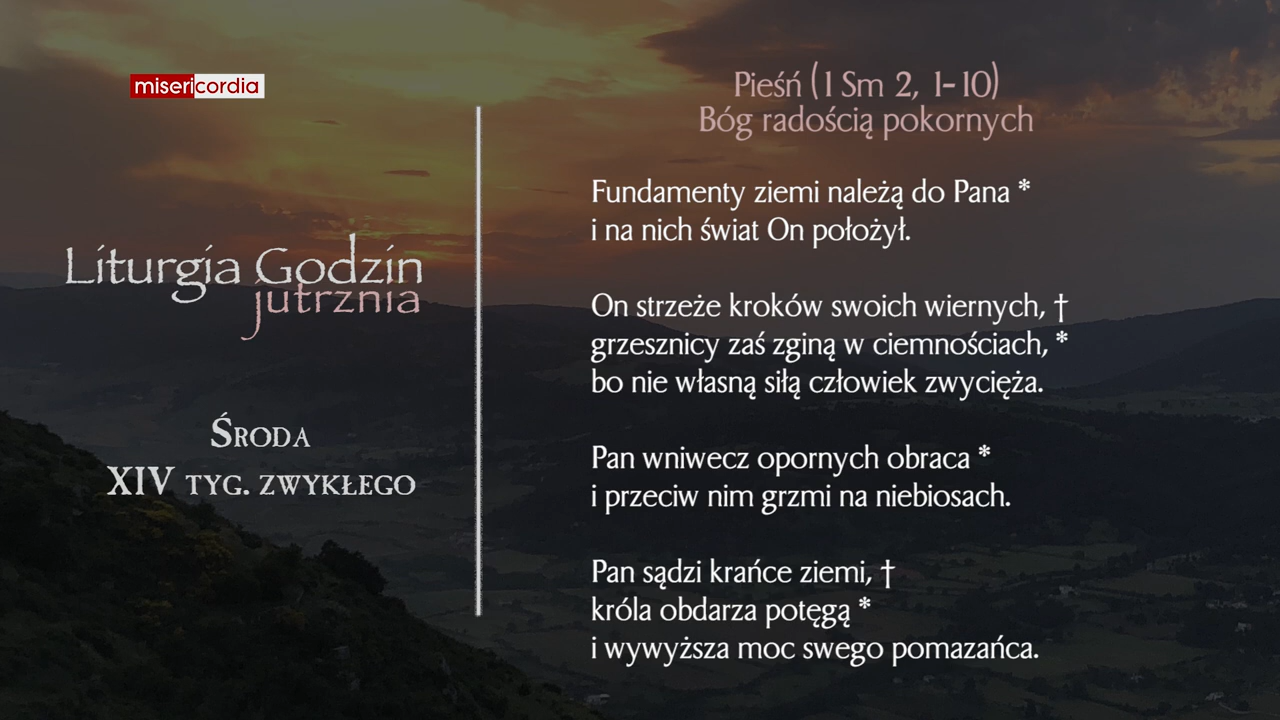 misericordia
Liturgia Godzin
jutrznia
Środa
XIV tyg. zwykłego
Pieśń (1 Sm 2, 1-10)
Bóg radością pokornych
Fundamenty ziemi należą do Pana *
i na nich świat On położył.
On strzeże kroków swoich wiernych, †
grzesznicy zaś zginą w ciemnościach, *
bo nie własną siłą człowiek zwycięża.
Pan wniwecz opornych obraca *
i przeciw nim grzmi na niebiosach.
Pan sądzi krańce ziemi, †
króla obdarza potęgą *
i wywyższa moc swego pomazańca.